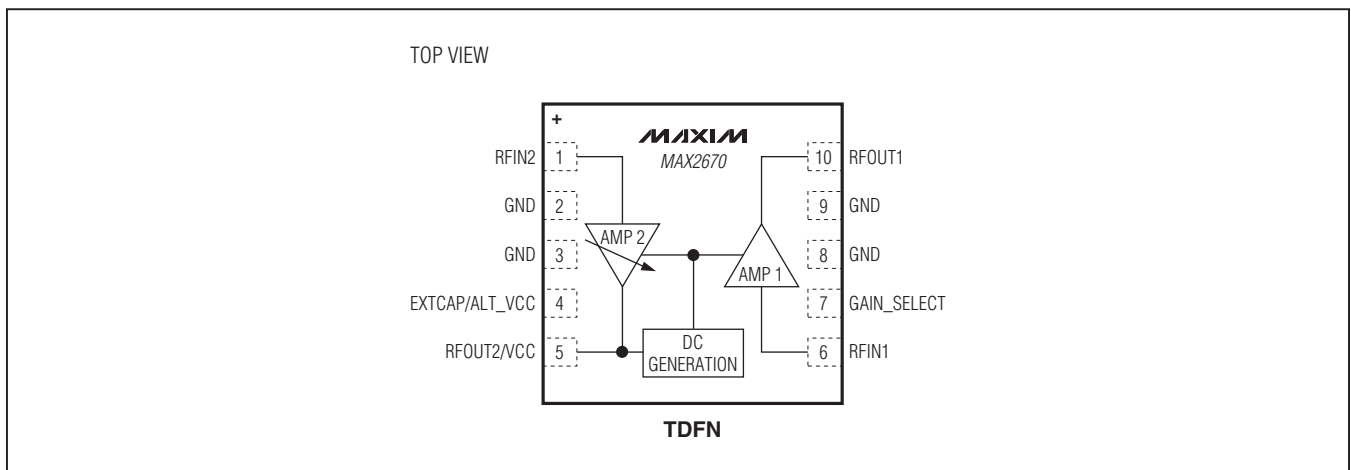 TOP VIEW
+
MAXIM
MAX2670
RFIN2 1
10 RFOUT1
GND 2
9 GND
GND 3
8 GND
AMP 2
AMP 1
EXTCAP/ALT_VCC 4
7 GAIN_SELECT
RFOUT2/VCC 5
DC
GENERATION
6 RFIN1
TDFN